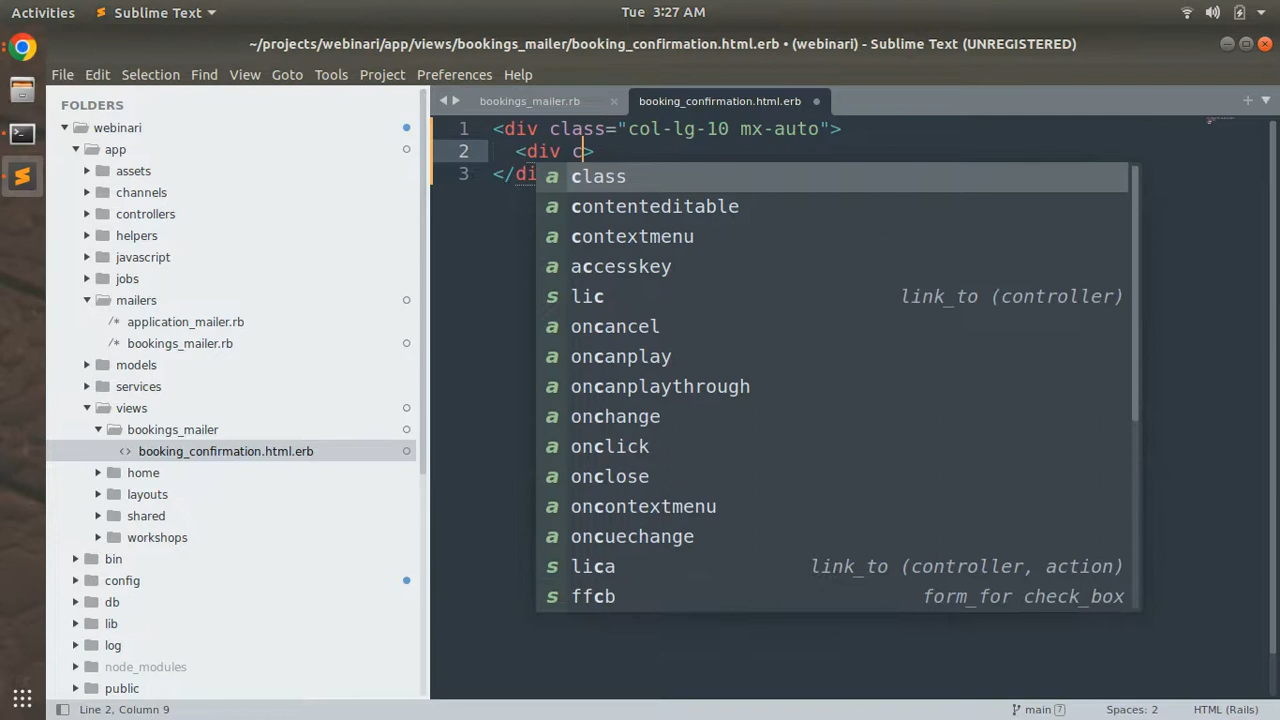 Activities
Sublime Text
Tue 3:27 AM
~/projects/webinari/app/views/bookings_mailer/booking_confirmation.html.erb • (webinari) - Sublime Text (UNREGISTERED)
File Edit Selection Find View Goto Tools Project Preferences Help
FOLDERS
webinari
app
assets
channels
controllers
helpers
javascript
jobs
mailers
application_mailer.rb
bookings_mailer.rb
models
services
views
bookings_mailer
booking_confirmation.html.erb
home
layouts
shared
workshops
bin
config
db
lib
log
node_modules
public
bookings_mailer.rb
booking_confirmation.html.erb
1 <div class="col-lg-10 mx-auto">
2 <div c>
3 </di
a class
a contenteditable
a contextmenu
a accesskey
s lic link_to (controller)
a oncancel
a oncanplay
a oncanplaythrough
a onchange
a onclick
a onclose
a oncontextmenu
a oncuechange
s lica link_to (controller, action)
s ffcb form_for check_box
Line 2, Column 9
main 7
Spaces: 2
HTML (Rails)